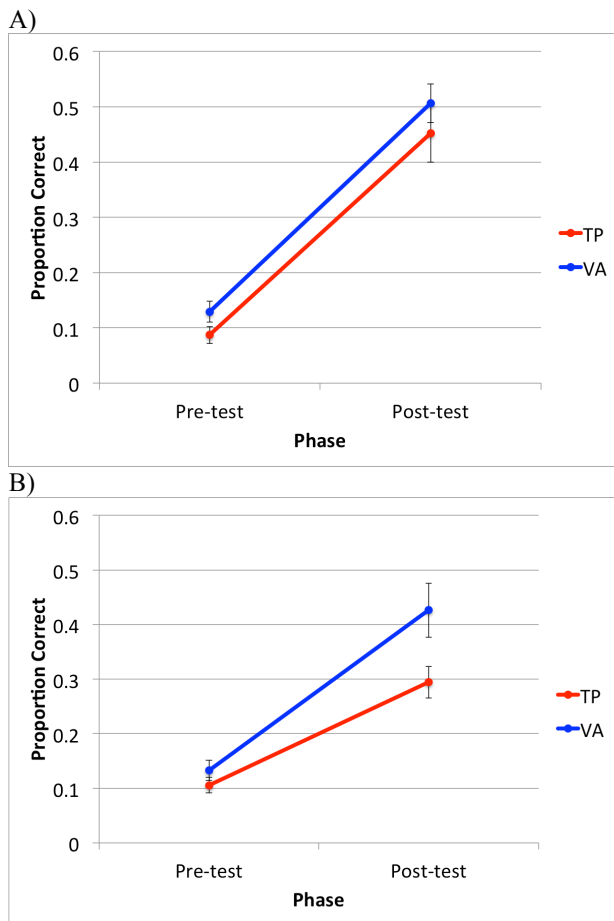 A)
0.6
0.5
0.4
0.3
0.2
0.1
0
Proportion Correct
Pre-test
Post-test
Phase
TP
VA
B)
0.6
0.5
0.4
0.3
0.2
0.1
0
Proportion Correct
Pre-test
Post-test
Phase
TP
VA